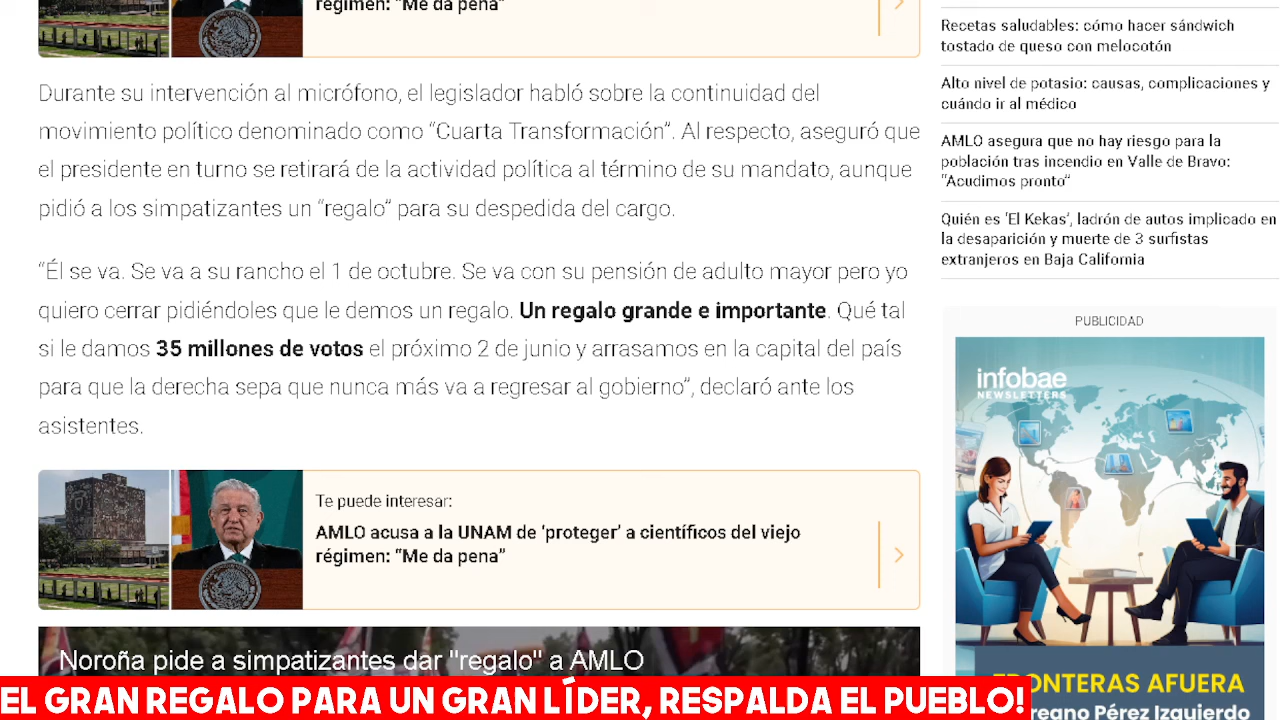 régimen: “Me da pena”
Durante su intervención al micrófono, el legislador habló sobre la continuidad del
movimiento político denominado como “Cuarta Transformación”. Al respecto, aseguró que
el presidente en turno se retirará de la actividad política al término de su mandato, aunque
pidió a los simpatizantes un “regalo” para su despedida del cargo.
“Él se va. Se va a su rancho el 1 de octubre. Se va con su pensión de adulto mayor pero yo
quiero cerrar pidiéndoles que le demos un regalo. Un regalo grande e importante. Qué tal
si le damos 35 millones de votos el próximo 2 de junio y arrasamos en la capital del país
para que la derecha sepa que nunca más va a regresar al gobierno”, declaró ante los
asistentes.
Te puede interesar:
AMLO acusa a la UNAM de ‘proteger’ a científicos del viejo
régimen: “Me da pena”
Noroña pide a simpatizantes dar "regalo" a AMLO
Recetas saludables: cómo hacer sándwich
tostado de queso con melocotón
Alto nivel de potasio: causas, complicaciones y
cuándo ir al médico
AMLO asegura que no hay riesgo para la
población tras incendio en Valle de Bravo:
“Acudimos pronto”
Quién es ‘El Kekas’, ladrón de autos implicado en
la desaparición y muerte de 3 surfistas
extranjeros en Baja California
PUBLICIDAD
infobae
NEWSLETTERS
FRONTERAS AFUERA
regno Pérez Izquierdo
EL GRAN REGALO PARA UN GRAN LÍDER, RESPALDA EL PUEBLO!